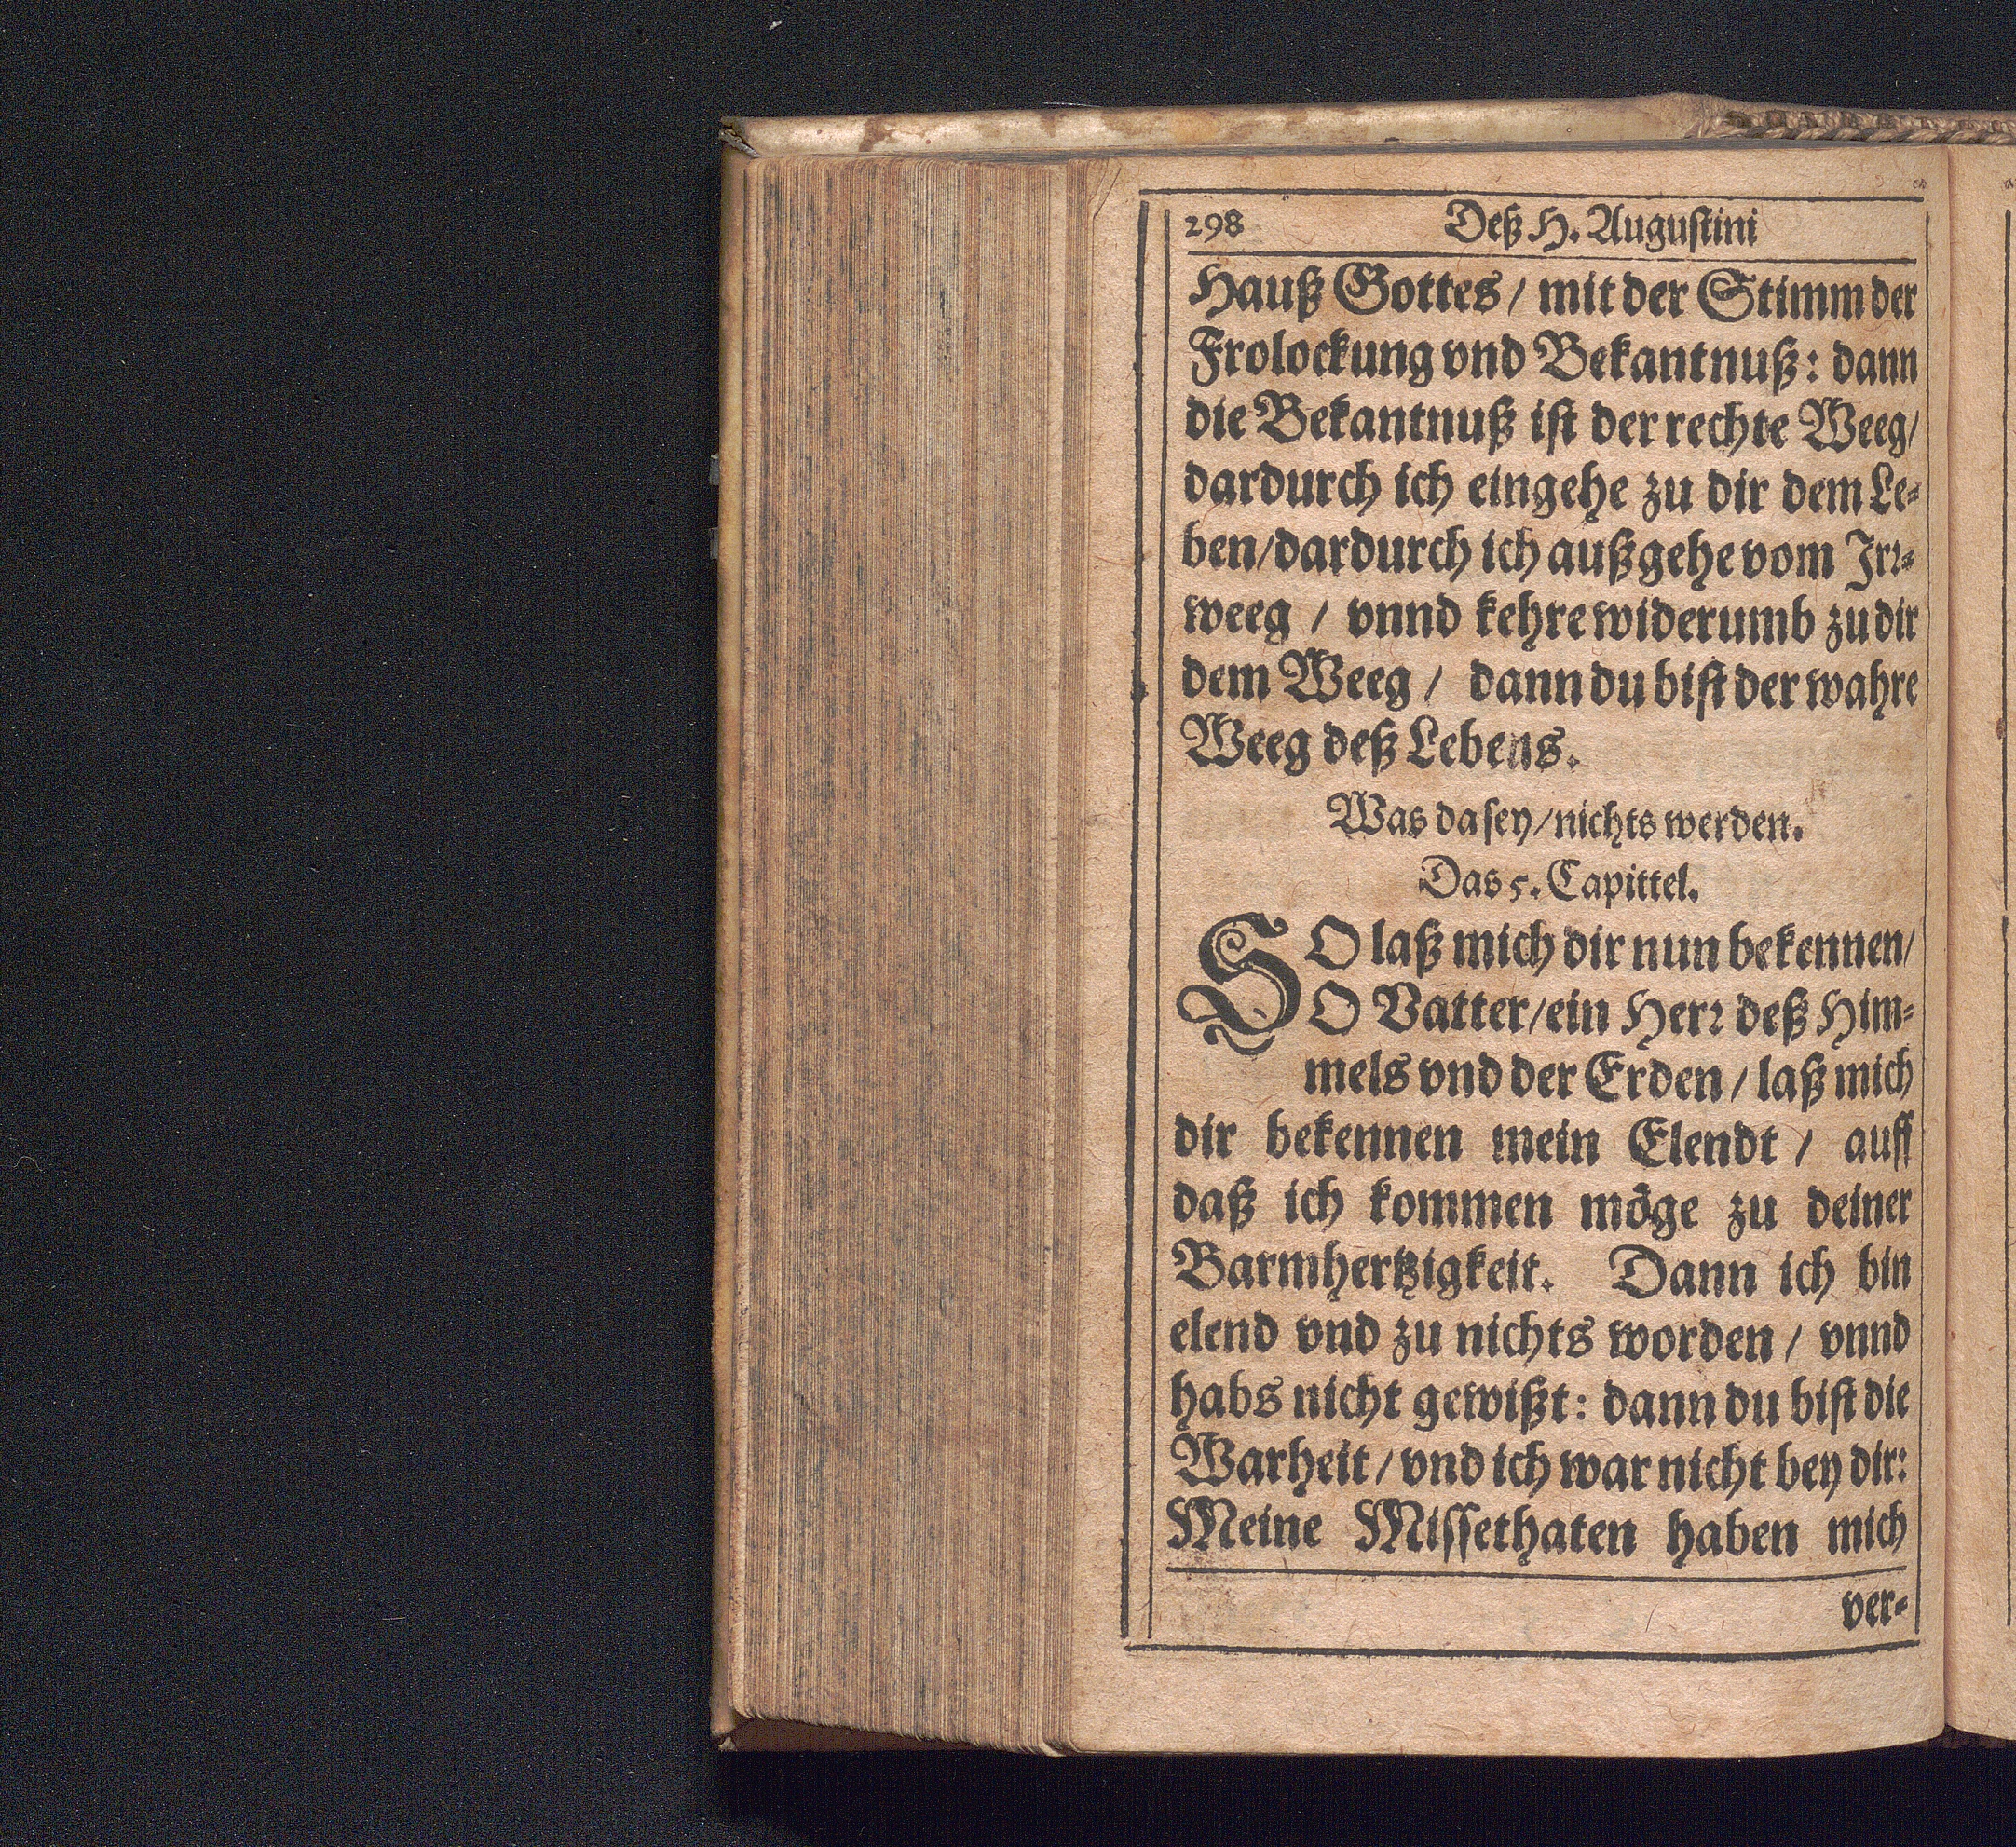 298 Deß H. Augustini
Hauß Gottes / mit der Stimm der
Frolockung vnd Bekantnuß: dann
die Bekantnuß ist der rechte Weeg/
dardurch ich eingehe zu dir dem Le-
ben/dardurch ich außgehe vom Irr-
weeg / vnnd kehre widerumb zu dir
dem Weeg / dann du bist der wahre
Weeg deß Lebens.
Was da sey/nichts werden.
Das 5. Capittel.
SO laß mich dir nun bekennen/
O Vatter/ein Herr deß Him-
mels vnd der Erden / laß mich
dir bekennen mein Elendt / auff
daß ich kommen möge zu deiner
Barmhertzigkeit. Dann ich bin
elend vnd zu nichts worden / vnnd
habs nicht gewißt: dann du bist die
Warheit / vnd ich war nicht bey dir:
Meine Missethaten haben mich
ver-